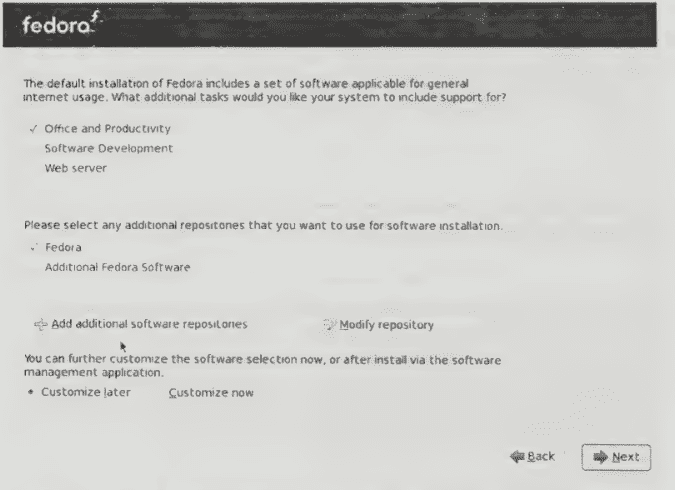 fedora
The default installation of Fedora includes a set of software applicable for general
internet usage. What additional tasks would you like your system to include support for?
✓ Office and Productivity
Software Development
Web server
Please select any additional repositories that you want to use for software installation.
✓ Fedora
Additional Fedora Software
Add additional software repositories
Modify repository
You can further customize the software selection now, or after install via the software
management application.
Customize later
Customize now
Back
Next